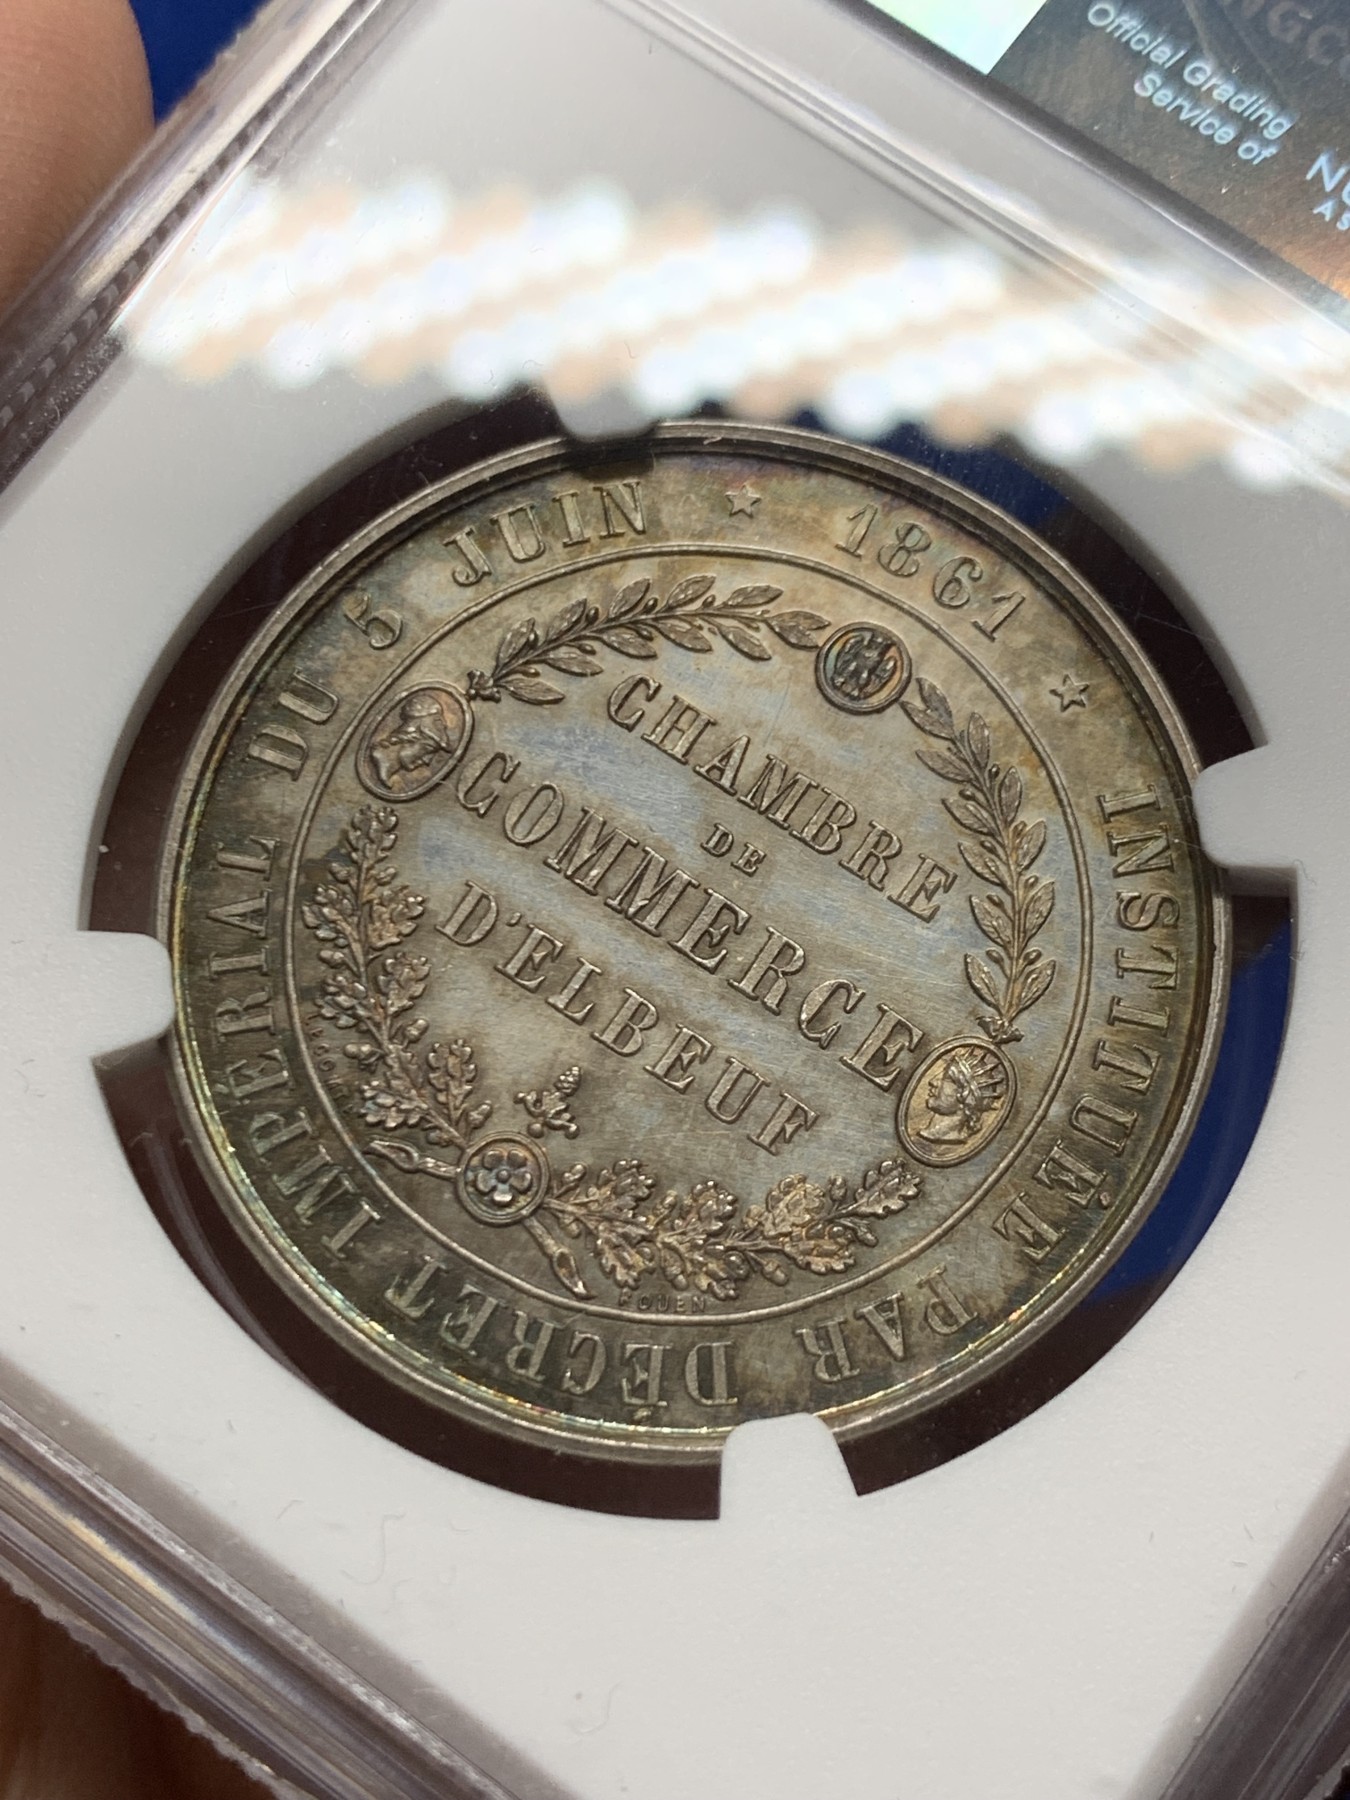 Official Grading
Service of
INSTITUÉE PAR DÉCRET IMPÉRIAL DU 5 JUIN ★ 1861 ★
CHAMBRE
DE
COMMERCE
D'ELBEUF
ROUEN